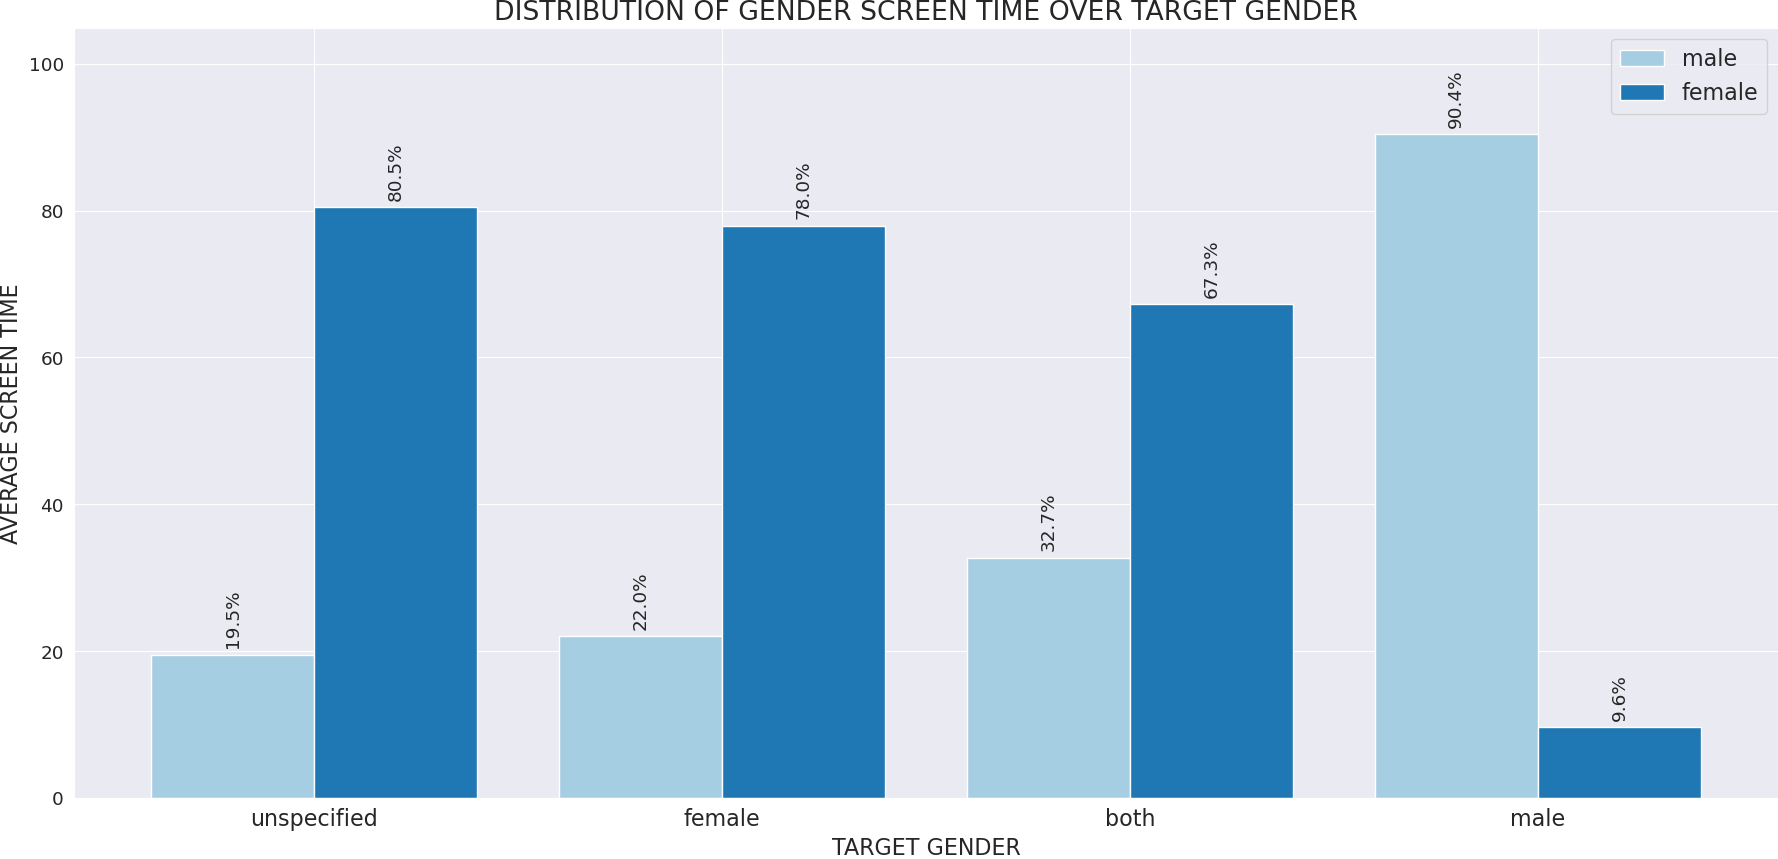 DISTRIBUTION OF GENDER SCREEN TIME OVER TARGET GENDER
male
female
AVERAGE SCREEN TIME
100
80
60
40
20
0
19.5%
80.5%
22.0%
78.0%
32.7%
67.3%
90.4%
9.6%
unspecified
female
both
male
TARGET GENDER